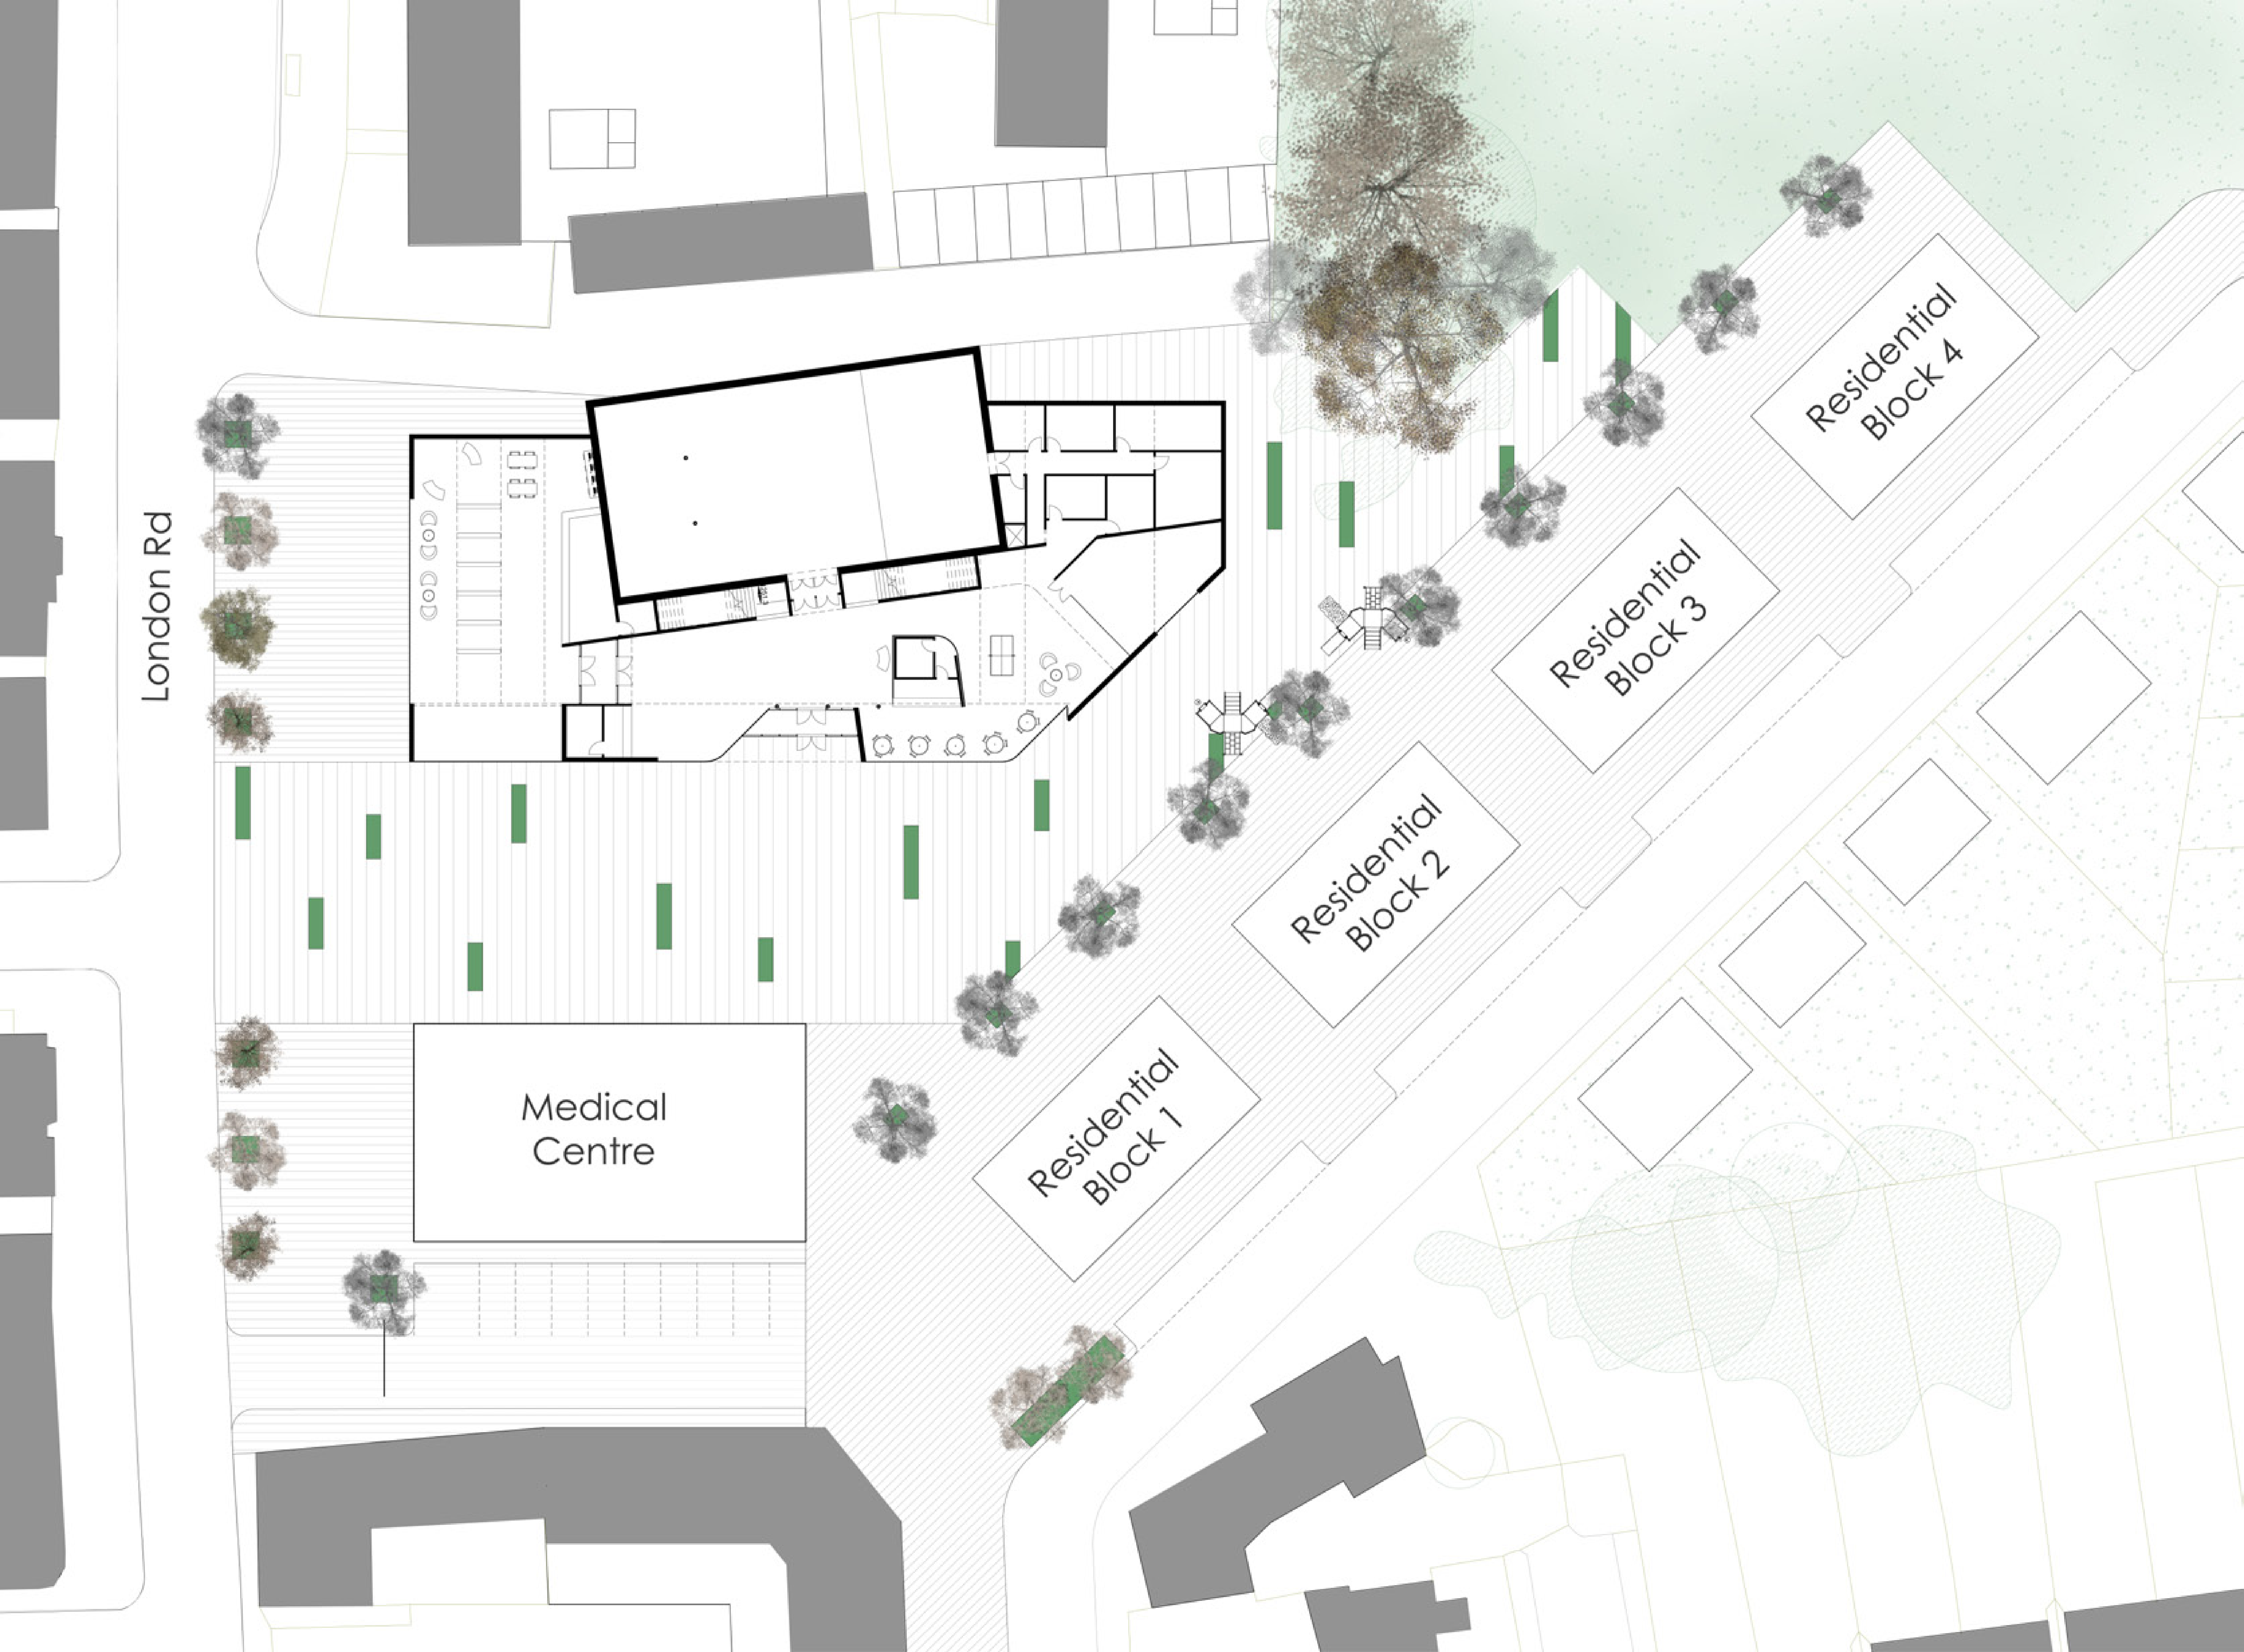 London Rd
Residential
Block 4
Residential
Block 3
Residential
Block 2
Residential
Block 1
Medical
Centre